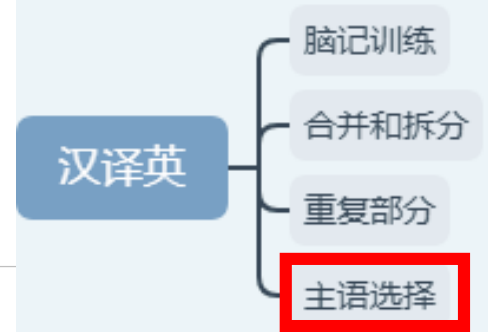 汉译英
脑记训练
合并和拆分
重复部分
主语选择